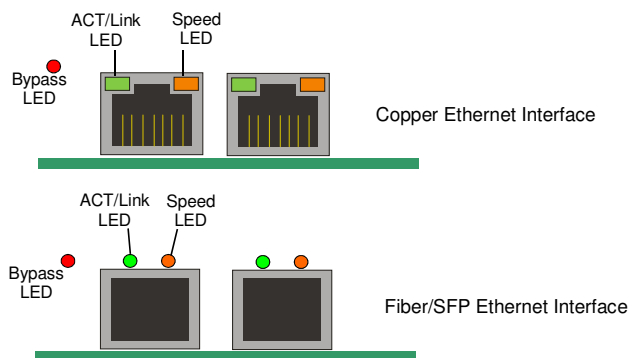 ACT/Link
LED
Speed
LED
Bypass
LED
Copper Ethernet Interface
ACT/Link
LED
Speed
LED
Bypass
LED
Fiber/SFP Ethernet Interface